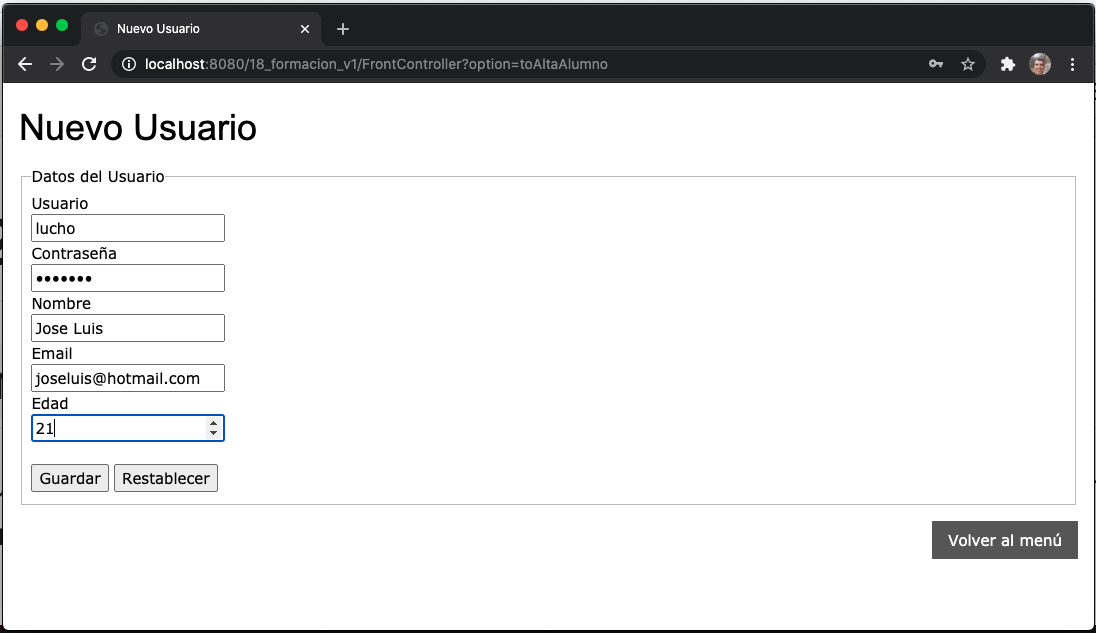 Nuevo Usuario
localhost:8080/18_formacion_v1/FrontController?option=toAltaAlumno
Nuevo Usuario
Datos del Usuario
Usuario
lucho
Contraseña
•••••••
Nombre
Jose Luis
Email
joseluis@hotmail.com
Edad
21
Guardar Restablecer
Volver al menú